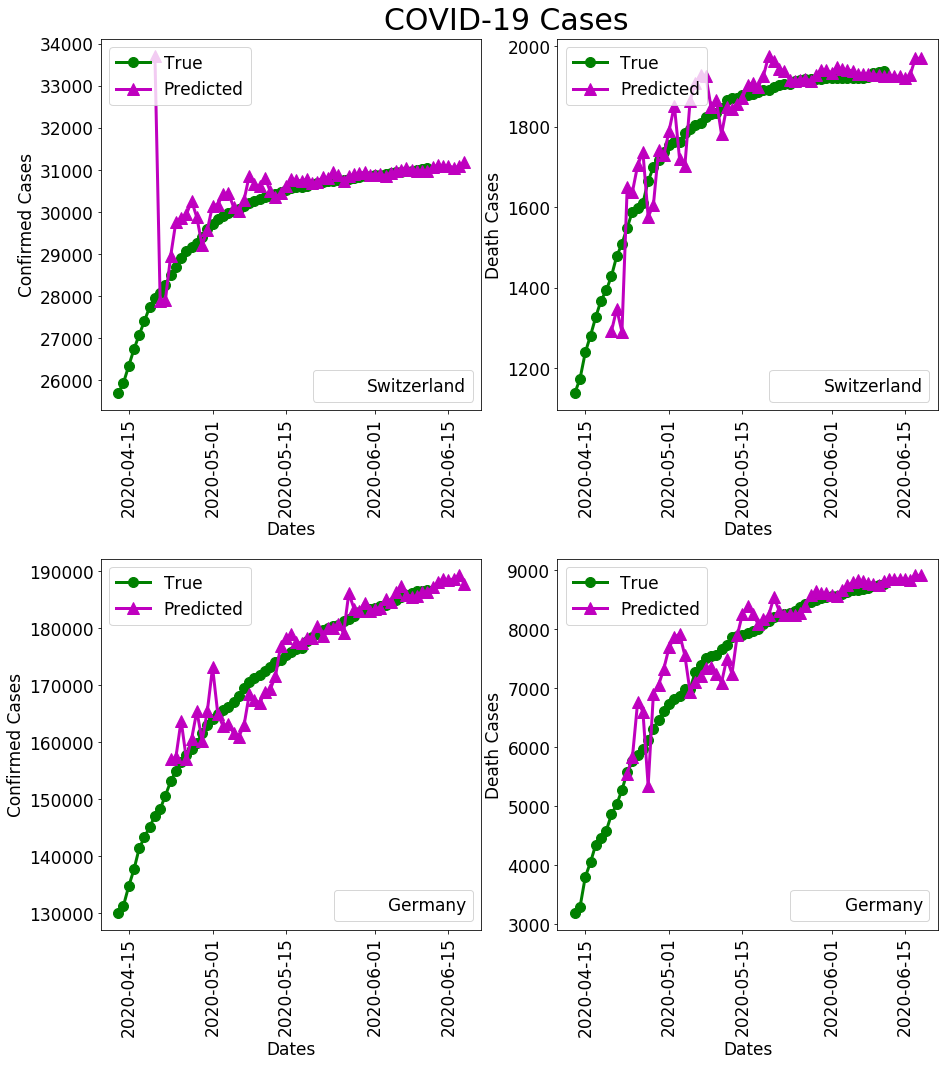 COVID-19 Cases
34000
33000
32000
31000
30000
29000
28000
27000
26000
Confirmed Cases
True
Predicted
Switzerland
2020-04-15
2020-05-01
2020-05-15
2020-06-01
2020-06-15
Dates
2000
1800
1600
1400
1200
Death Cases
True
Predicted
Switzerland
2020-04-15
2020-05-01
2020-05-15
2020-06-01
2020-06-15
Dates
190000
180000
170000
160000
150000
140000
130000
Confirmed Cases
True
Predicted
Germany
2020-04-15
2020-05-01
2020-05-15
2020-06-01
2020-06-15
Dates
9000
8000
7000
6000
5000
4000
3000
Death Cases
True
Predicted
Germany
2020-04-15
2020-05-01
2020-05-15
2020-06-01
2020-06-15
Dates